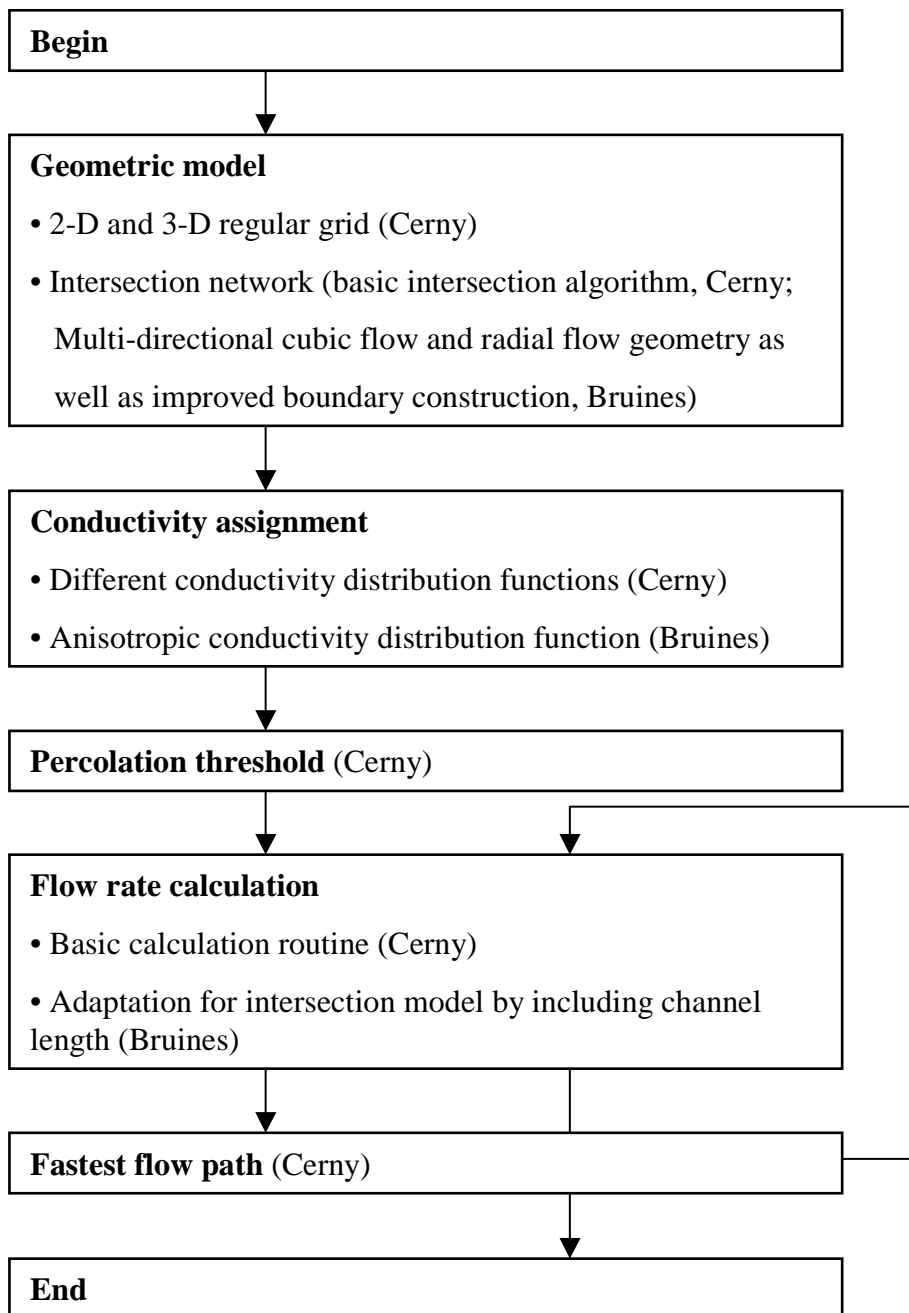 Begin
Geometric model
• 2-D and 3-D regular grid (Cerny)
• Intersection network (basic intersection algorithm, Cerny;
Multi-directional cubic flow and radial flow geometry as
well as improved boundary construction, Bruines)
Conductivity assignment
• Different conductivity distribution functions (Cerny)
• Anisotropic conductivity distribution function (Bruines)
Percolation threshold (Cerny)
Flow rate calculation
• Basic calculation routine (Cerny)
• Adaptation for intersection model by including channel
length (Bruines)
Fastest flow path (Cerny)
End